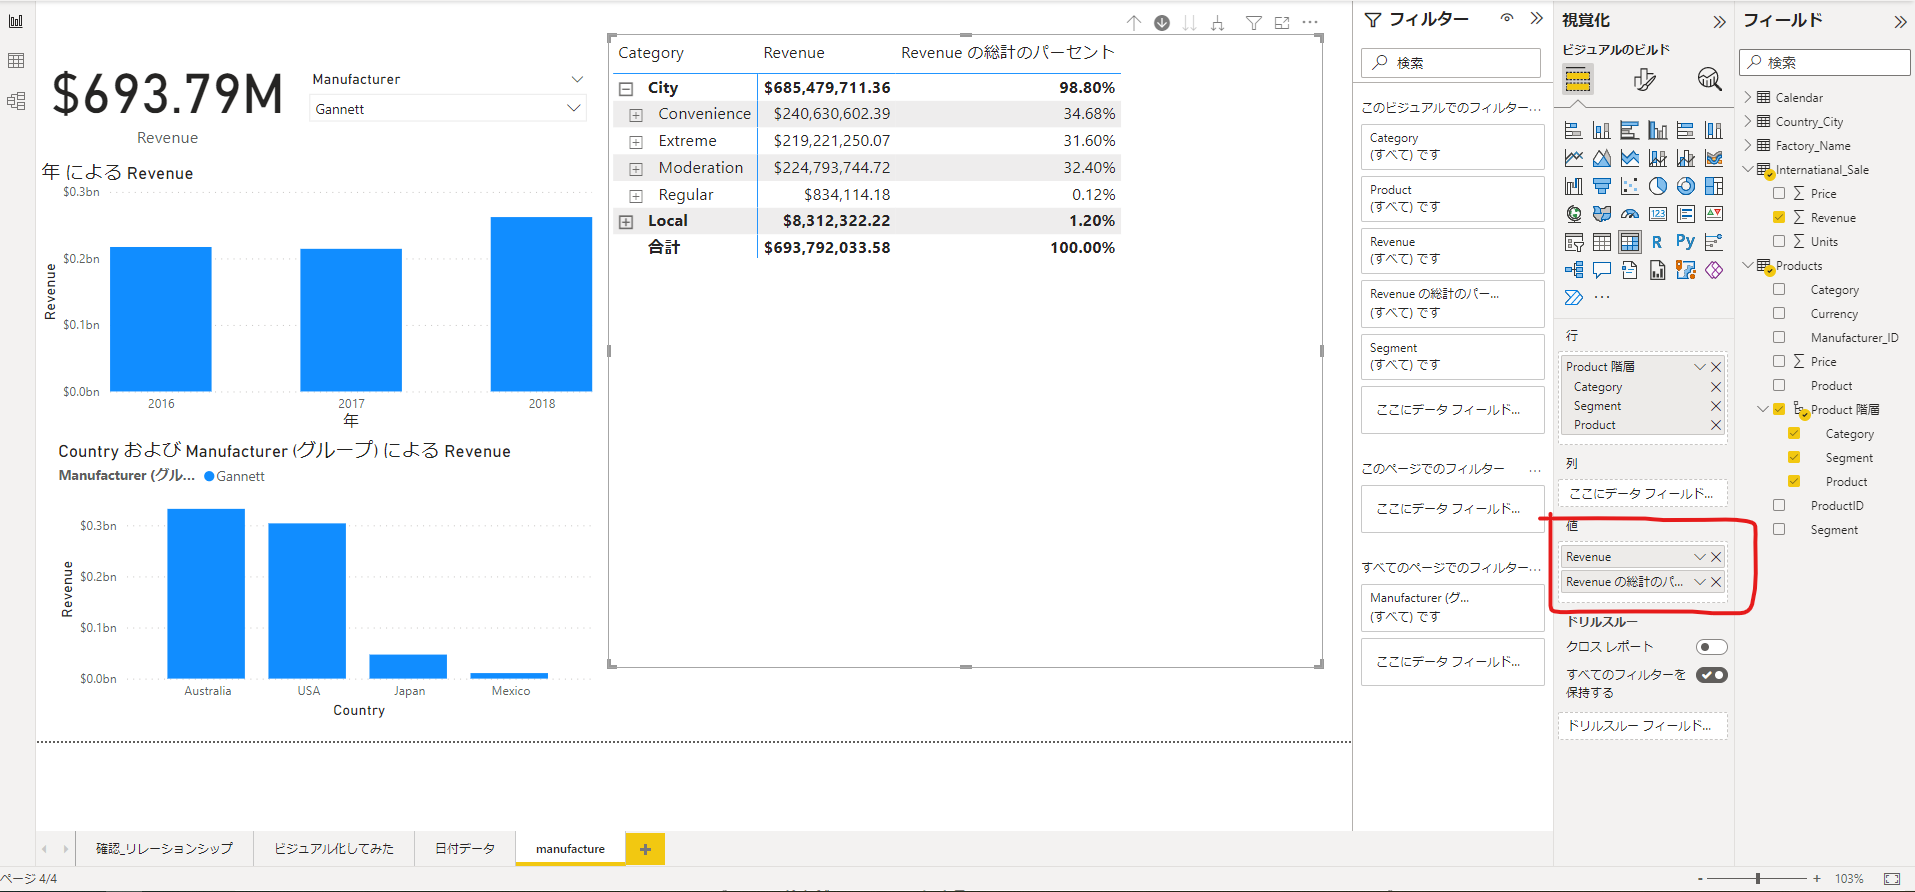 $693.79M
Revenue
Manufacturer
Gannett
年 による Revenue
$0.3bn
$0.2bn
$0.1bn
$0.0bn
Revenue
2016
2017
2018
年
Country および Manufacturer (グループ) による Revenue
Manufacturer (グル...
Gannett
$0.3bn
$0.2bn
$0.1bn
$0.0bn
Revenue
Australia
USA
Japan
Mexico
Country
Category Revenue Revenue の総計のパーセント
City $685,479,711.36 98.80%
Convenience $240,630,602.39 34.68%
Extreme $219,221,250.07 31.60%
Moderation $224,793,744.72 32.40%
Regular $834,114.18 0.12%
Local $8,312,322.22 1.20%
合計 $693,792,033.58 100.00%
フィルター
検索
このビジュアルでのフィルター...
Category
(すべて) です
Product
(すべて) です
Revenue
(すべて) です
Revenue の総計のパー...
(すべて) です
Segment
(すべて) です
ここにデータ フィールド...
このページでのフィルター ...
ここにデータ フィールド...
すべてのページでのフィルター...
Manufacturer (グ...
(すべて) です
ここにデータ フィールド...
視覚化
ビジュアルのビルド
123
R
Py
...
行
Product 階層
Category
Segment
Product
列
ここにデータ フィールド...
値
Revenue
Revenue の総計のパ...
ドリルスルー
クロス レポート
すべてのフィルターを
保持する
ドリルスルー フィールド...
フィールド
検索
Calendar
Country_City
Factory_Name
Internatianal_Sale
Price
Revenue
Units
Products
Category
Currency
Manufacturer_ID
Price
Product
Product 階層
Category
Segment
Product
ProductID
Segment
確認_リレーションシップ
ビジュアル化してみた
日付データ
manufacture
+
ページ 4/4
- + 103%